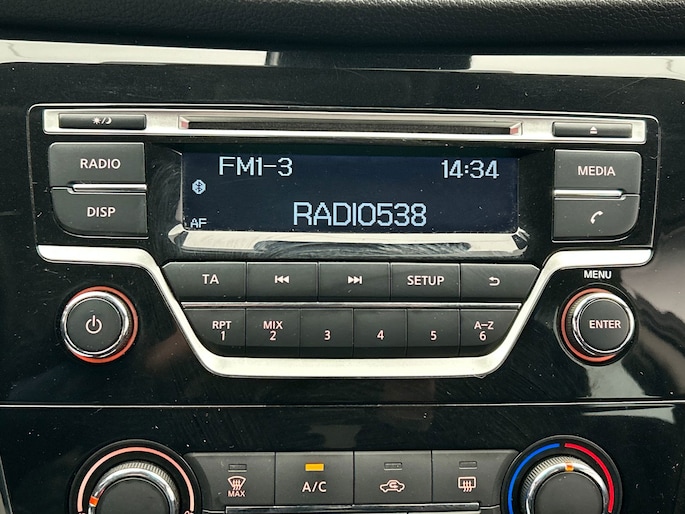 FM1-3 14:34
RADIO DISP
AF RADIO538
MEDIA
TA SETUP
MENU
RPT 1 MIX 2 3 4 5 A-Z 6
ENTER
MAX A/C